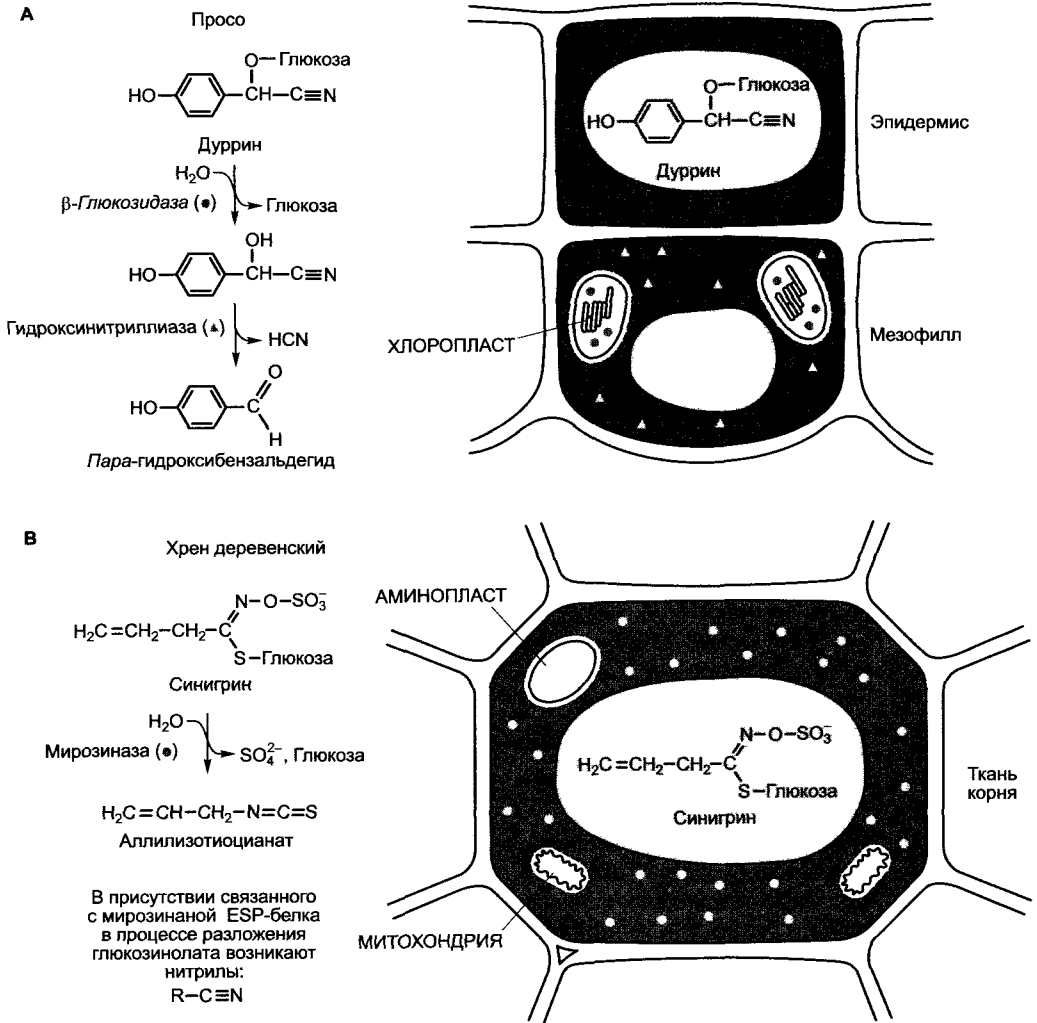 А
Просо
O—Глюкоза
HO CH—C≡N
Дуррин
H₂O
β-Глюкозидаза (●) Глюкоза
OH
HO CH—C≡N
Гидроксинитриллиаза (▲) HCN
HO C O
H
Пара-гидроксибензальдегид
O—Глюкоза
HO CH—C≡N
Дуррин
Эпидермис
ХЛОРОПЛАСТ
Мезофилл
В
Хрен деревенский
N—O—SO₃⁻
H₂C=CH₂—CH₂—C
S—Глюкоза
Синигрин
H₂O
Мирозиназа (●) SO₄²⁻, Глюкоза
H₂C=CH—CH₂—N=C=S
Аллилизотиоцианат
В присутствии связанного
с мирозинаной ESP-белка
в процессе разложения
глюкозинолата возникают
нитрилы:
R—C≡N
АМИНОПЛАСТ
N—O—SO₃⁻
H₂C=CH₂—CH₂—C
S—Глюкоза
Синигрин
Ткань
корня
МИТОХОНДРИЯ